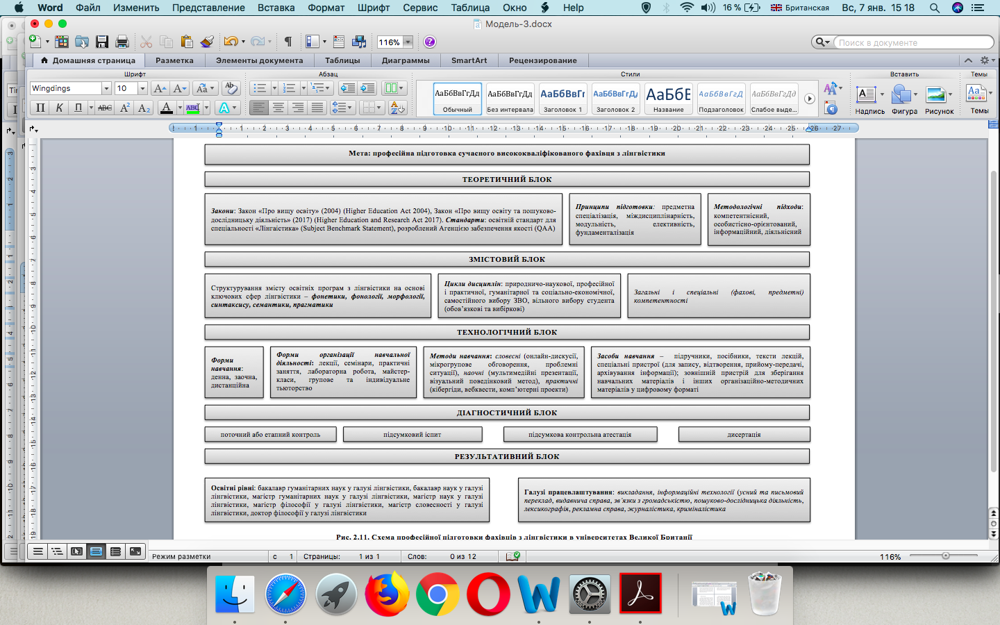 Word Файл Изменить Представление Вставка Формат Шрифт Сервис Таблица Окно Help 16 % Британская Вс, 7 янв. 15 18
Модель-3.docx
116% Поиск в документе
Домашняя страница Разметка Элементы документа Таблицы Диаграммы SmartArt Рецензирование
Шрифт Абзац Стили Вставить Темы
Wingdings 10
АаБбВвГгДд АаБбВвГгДд АаБбВвГг АаБбВвГгДд АаБбВ АаБбВвГгД АаБбВвГгДд
Обычный Без интервала Заголовок 1 Заголовок 2 Название Подзаголовок Слабое выде... Надпись Фигура Рисунок Темы
Мета: професійна підготовка сучасного висококваліфікованого фахівця з лінгвістики
ТЕОРЕТИЧНИЙ БЛОК
Закони: Закон «Про вищу освіту» (2004) (Higher Education Act 2004), Закон «Про вищу освіту та пошуково-
дослідницьку діяльність» (2017) (Higher Education and Research Act 2017). Стандарти: освітній стандарт для
спеціальності «Лінгаістика» (Subject Benchmark Statement), розроблений Агенцією забезпечення якості (QAA)
Принципи підготовки: предметна
спеціалізація, міждисциплінарність,
модульність, елективність,
фундаменталізація
Методологічні підходи:
компетентнісний,
особистісно-орієнтований,
інформаційний, діяльнісний
ЗМІСТОВИЙ БЛОК
Структурування змісту освітніх програм з лінгвістики на основі
ключових сфер лінгвістики – фонетики, фонології, морфології,
синтаксису, семантики, прагматики
Цикли дисциплін: природничо-наукової, професійної
і практичної, гуманітарної та соціально-економічної,
самостійного вибору ЗВО, вільного вибору студента
(обов’язкові та вибіркові)
Загальні і спеціальні (фахові, предметні)
компетентності
ТЕХНОЛОГІЧНИЙ БЛОК
Форми
навчання:
денна, заочна,
дистанційна
Форми організації навчальної
діяльності: лекції, семінари, практичні
заняття, лабораторна робота, майстер-
класи, групове та індивідуальне
тьюторство
Методи навчання: словесні (онлайн-дискусії,
мікрогрупове обговорення, проблемні
ситуації), наочні (мультимедійні презентації,
візуальний поведінковий метод), практичні
(кібергіди, вебквести, комп’ютерні проекти)
Засоби навчання – підручники, посібники, тексти лекцій,
спеціальні пристрої (для запису, відтворення, прийому-передачі,
архівування інформації); зовнішній пристрій для зберігання
навчальних матеріалів і інших організаційно-методичних
матеріалів у цифровому форматі
ДІАГНОСТИЧНИЙ БЛОК
поточний або етапний контроль підсумковий іспит підсумкова контрольна атестація дисертація
РЕЗУЛЬТАТИВНИЙ БЛОК
Освітні рівні: бакалавр гуманітарних наук у галузі лінгвістики, бакалавр наук у галузі
лінгвістики, магістр гуманітарних наук у галузі лінгвістики, магістр наук у галузі
лінгвістики, магістр філософії у галузі лінгвістики, магістр словесності у галузі
лінгвістики, доктор філософії у галузі лінгвістики
Галузі працевлаштування: викладання, інформаційні технології (усний та письмовий
переклад, видавнича справа, зв’язки з громадськістю, пошуково-дослідницька діяльність,
лексикографія, рекламна справа, журналістика, криміналістика
Рис. 2.11. Схема професійної підготовки фахівців з лінгвістики в університетах Великої Британії
Режим разметки с 1 Страницы: 1 из 1 Слов: 0 из 12 116%